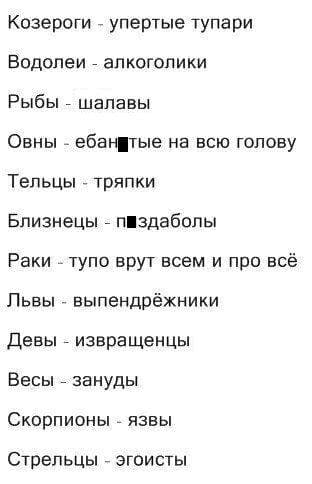 Козероги - упертые тупари
Водолеи - алкоголики
Рыбы - шалавы
Овны - ебан█тые на всю голову
Тельцы - тряпки
Близнецы - п█здаболы
Раки - тупо врут всем и про всё
Львы - выпендрёжники
Девы - извращенцы
Весы - зануды
Скорпионы - язвы
Стрельцы - эгоисты